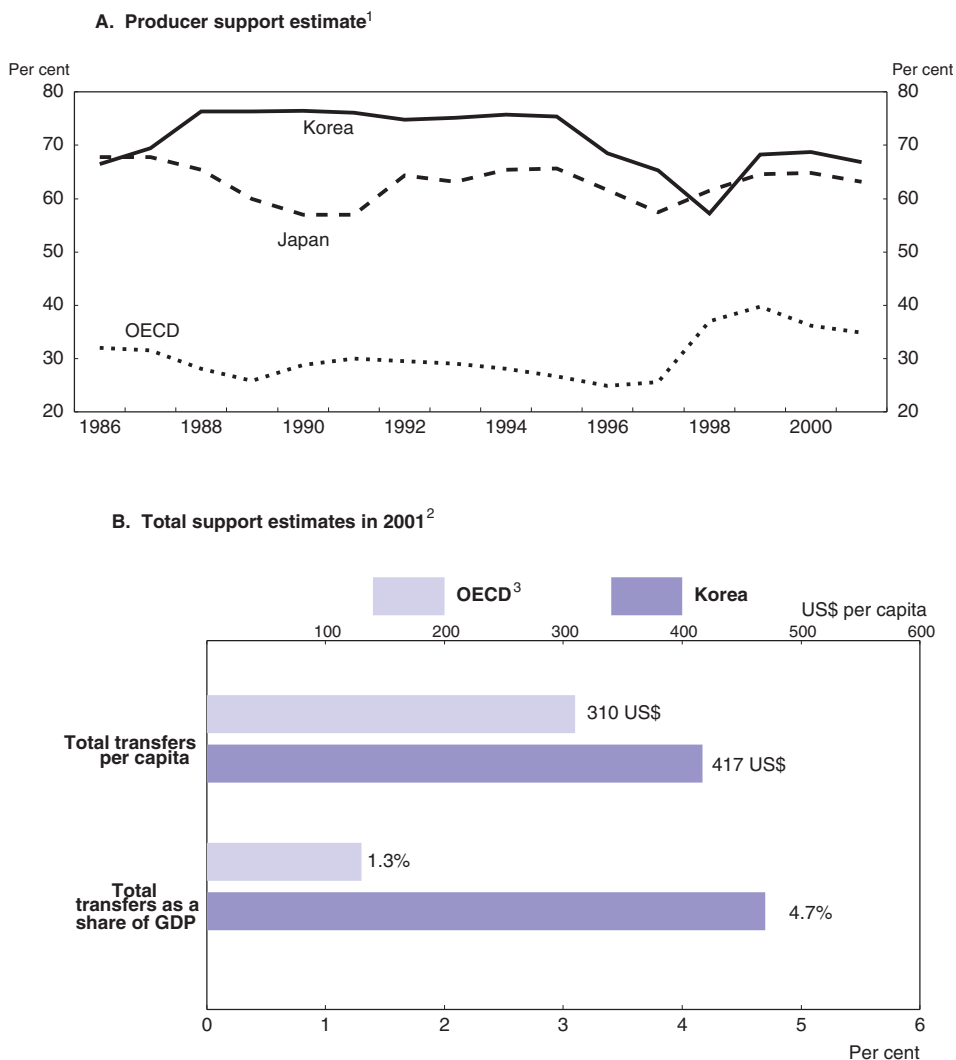 A. Producer support estimate1
Per cent
Per cent
80
80
70
70
60
60
50
50
40
40
30
30
20
20
Korea
Japan
OECD
1986 1988 1990 1992 1994 1996 1998 2000
B. Total support estimates in 20012
OECD3
Korea
US$ per capita
100 200 300 400 500 600
Total transfers
per capita
310 US$
417 US$
Total
transfers as a
share of GDP
1.3%
4.7%
0 1 2 3 4 5 6
Per cent